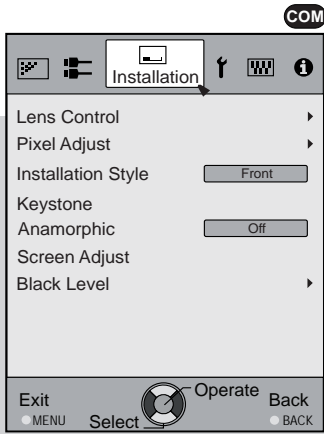 COM
Installation
Lens Control
Pixel Adjust
Installation Style Front
Keystone
Anamorphic Off
Screen Adjust
Black Level
Exit Operate Back
MENU Select BACK